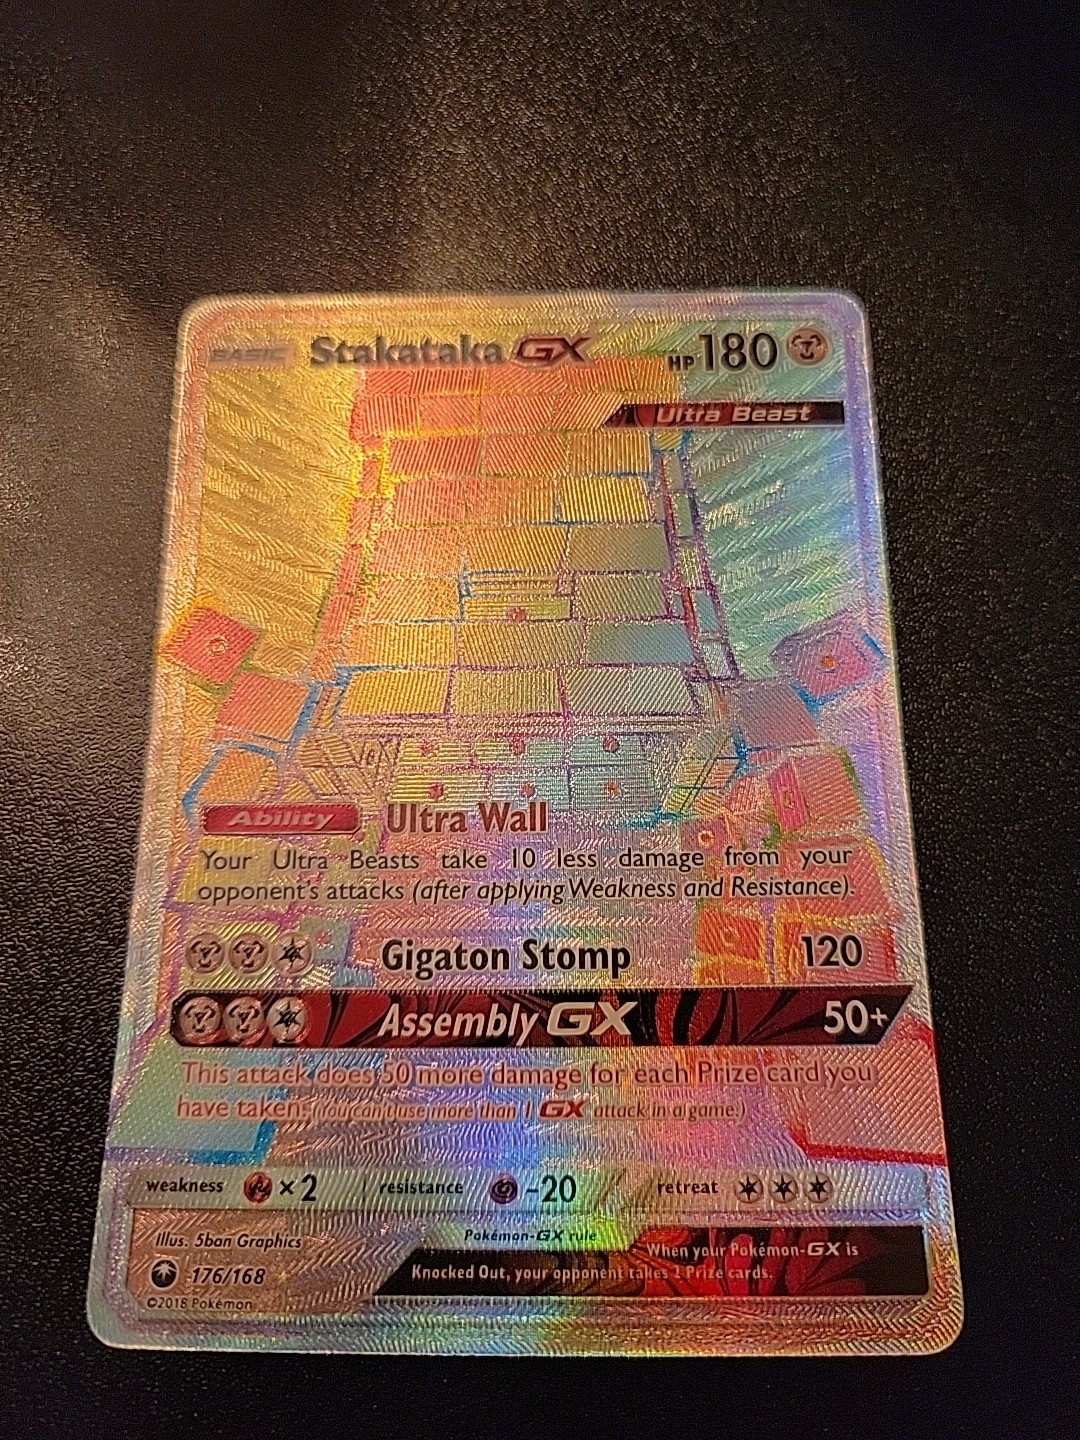 BASIC Stakataka GX HP 180
Ultra Beast
Ability Ultra Wall
Your Ultra Beasts take 10 less damage from your
opponent's attacks (after applying Weakness and Resistance).
Gigaton Stomp 120
Assembly GX 50+
This attack does 50 more damage for each Prize card you
have taken. (You can't use more than 1 GX attack in a game.)
weakness ×2 resistance -20 retreat
Illus. 5ban Graphics
Pokémon-GX rule
When your Pokémon-GX is
Knocked Out, your opponent takes 2 Prize cards.
176/168
©2018 Pokémon